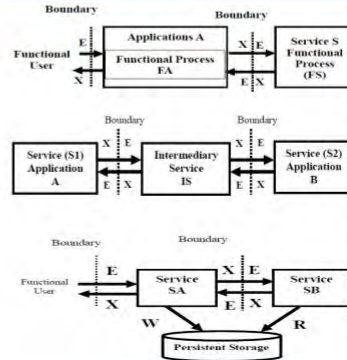 Boundary
Boundary
Applications A
Functional
User
E
X
Functional Process
FA
X E
E X
Service S
Functional
Process
(FS)
Boundary
Boundary
Service (S1)
Application
A
X E
E X
Intermediary
Service
IS
X E
E X
Service (S2)
Application
B
Boundary
Boundary
Functional
User
E
X
Service
SA
X E
E X
Service
SB
W
R
Persistent Storage